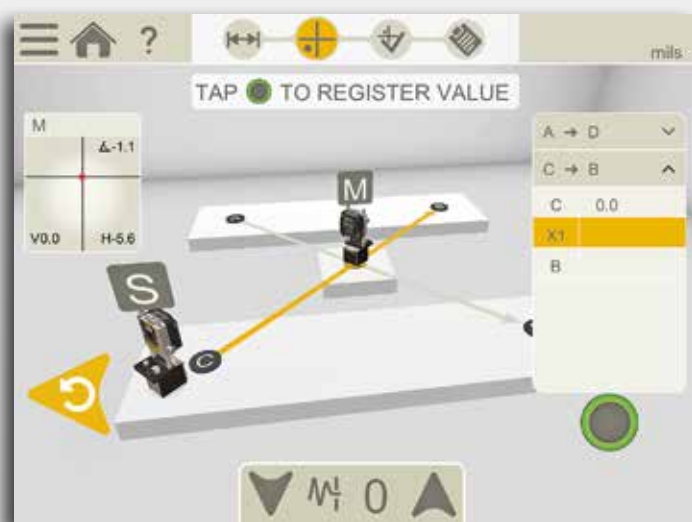 ?
mils
TAP TO REGISTER VALUE
M
∡-1.1
V0.0 H-5.6
A → D
C → B
C 0.0
X1
B
M
S
C
0